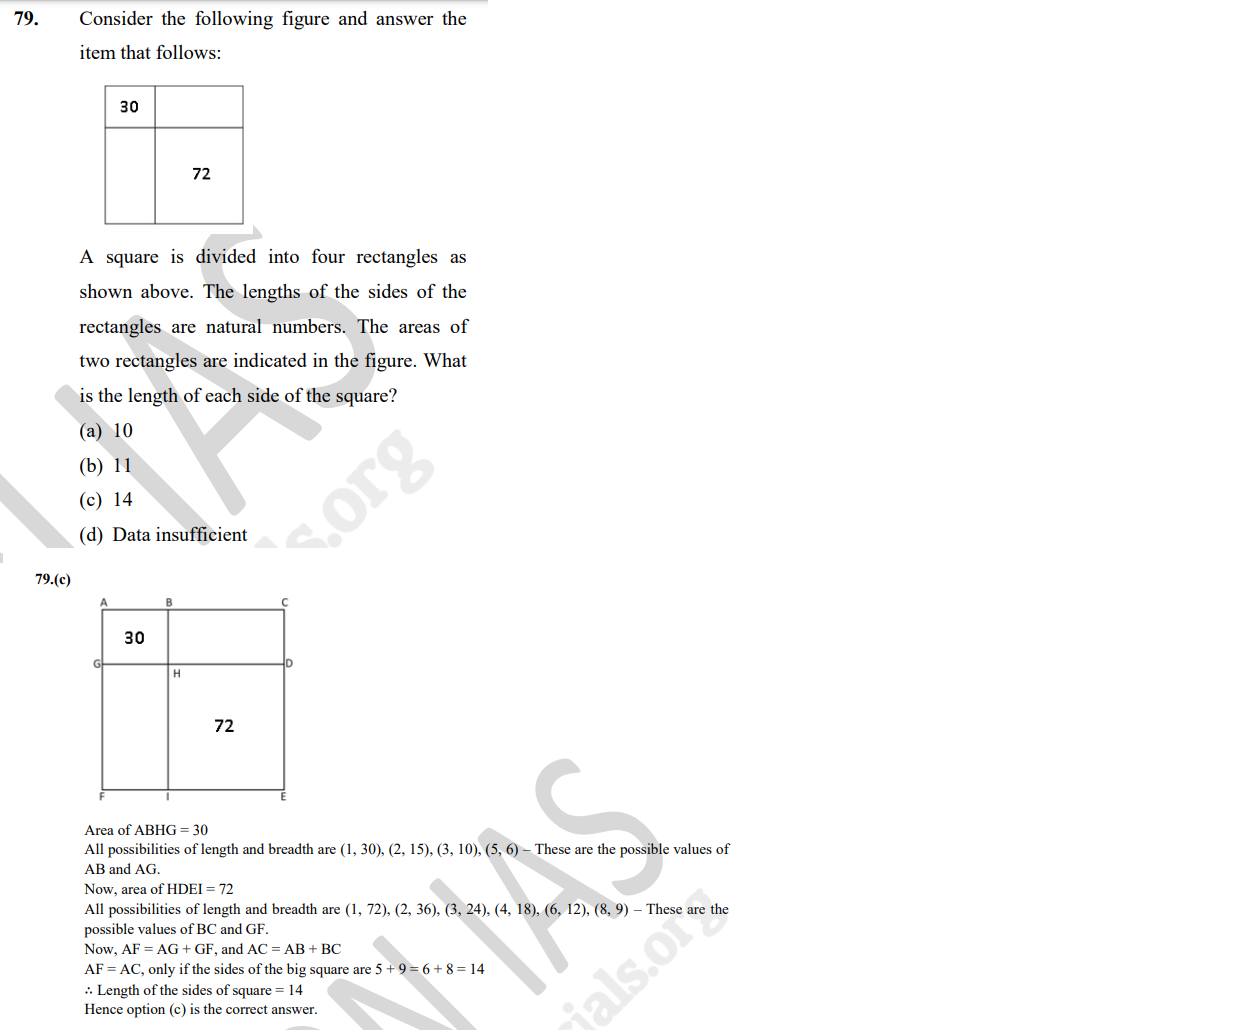 79. Consider the following figure and answer the
item that follows:
30
72
A square is divided into four rectangles as
shown above. The lengths of the sides of the
rectangles are natural numbers. The areas of
two rectangles are indicated in the figure. What
is the length of each side of the square?
(a) 10
(b) 11
(c) 14
(d) Data insufficient
IAS
s.org
79.(c)
A B C
30
G H D
72
F I E
Area of ABHG = 30
All possibilities of length and breadth are (1, 30), (2, 15), (3, 10), (5, 6) – These are the possible values of
AB and AG.
Now, area of HDEI = 72
All possibilities of length and breadth are (1, 72), (2, 36), (3, 24), (4, 18), (6, 12), (8, 9) – These are the
possible values of BC and GF.
Now, AF = AG + GF, and AC = AB + BC
AF = AC, only if the sides of the big square are 5 + 9 = 6 + 8 = 14
∴ Length of the sides of square = 14
Hence option (c) is the correct answer.
N IAS
ials.org